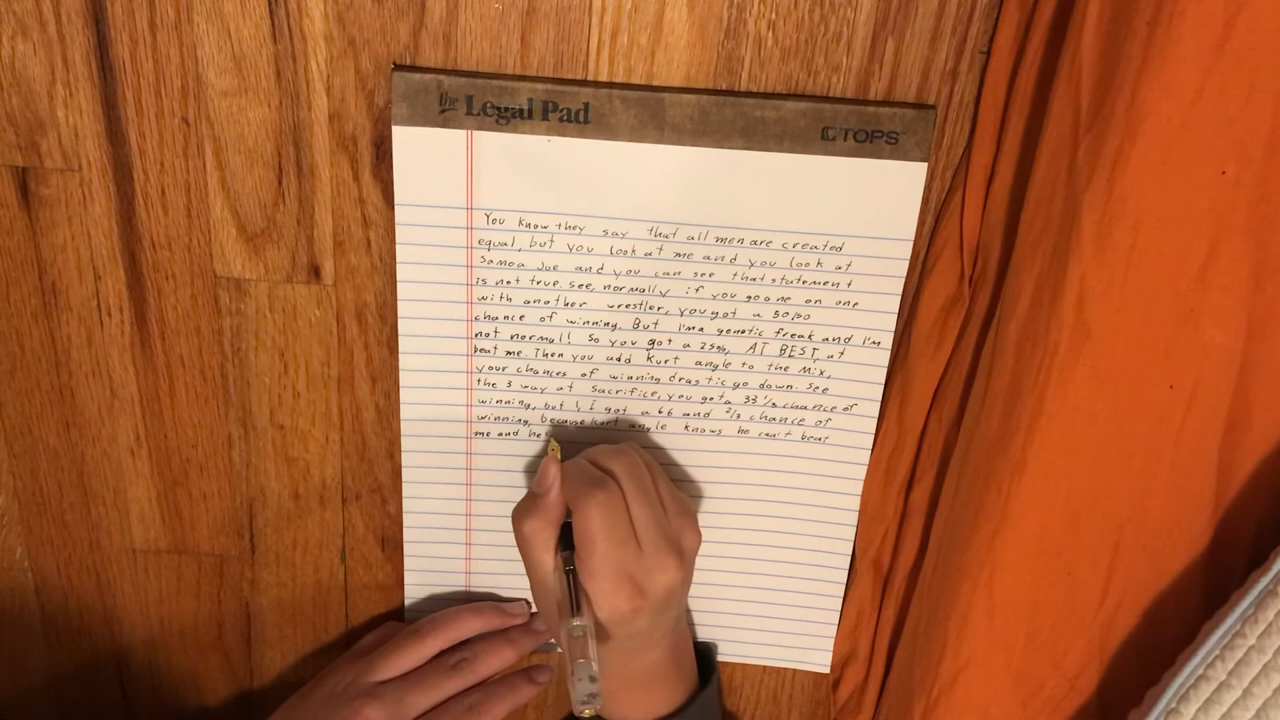 the Legal Pad
TOPS
You know they say that all men are created
equal, but you look at me and you look at
Samoa Joe and you can see that statement
is not true. See, normally if you go one on one
with another wrestler, you got a 50/50
chance of winning. But I'm a genetic freak and I'm
not normal! So you got a 25%, AT BEST, at
beat me. Then you add Kurt angle to the mix,
your chances of winning drastic go down. See
the 3 way at Sacrifice, you got a 33 1/3 chance of
winning, but I, I got a 66 and 2/3 chance of
winning, because Kurt angle knows he can't beat
me and he's